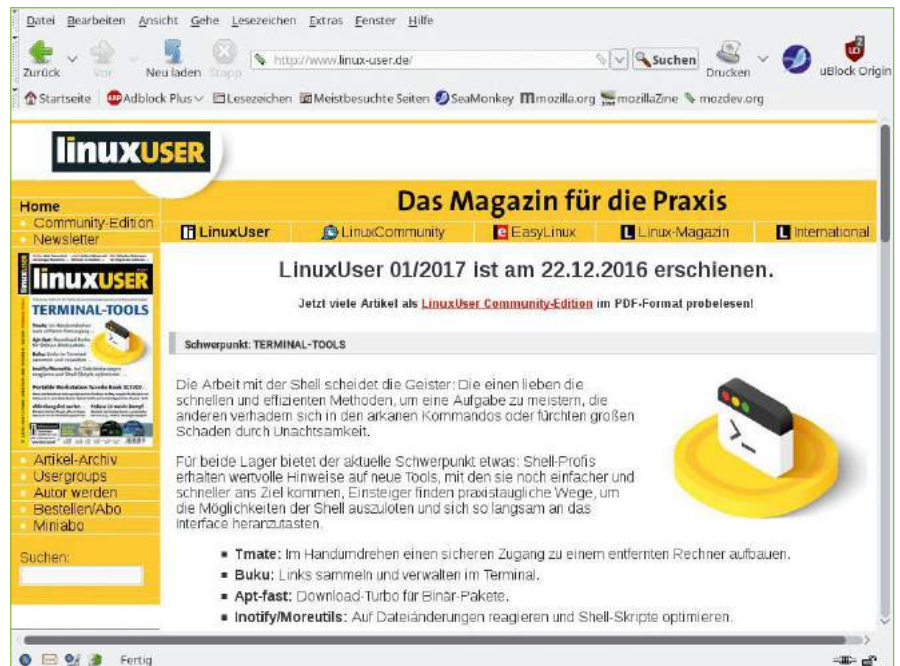 Datei Bearbeiten Ansicht Gehe Lesezeichen Extras Fenster Hilfe
Zurück Vor Neu laden Stopp http://www.linux-user.de/ Suchen Drucken 2 uBlock Origin
Startseite Adblock Plus Lesezeichen Meistbesuchte Seiten SeaMonkey mozilla.org mozillaZine mozdev.org
linuxUSER
Das Magazin für die Praxis
LinuxUser LinuxCommunity EasyLinux Linux-Magazin International
Home
Community-Edition
Newsletter
linuxUSER
TERMINAL-TOOLS
Artikel-Archiv
Usergroups
Autor werden
Bestellen/Abo
Miniabo
Suchen:
LinuxUser 01/2017 ist am 22.12.2016 erschienen.
Jetzt viele Artikel als LinuxUser Community-Edition im PDF-Format probelesen!
Schwerpunkt: TERMINAL-TOOLS
Die Arbeit mit der Shell scheidet die Geister: Die einen lieben die
schnellen und effizienten Methoden, um eine Aufgabe zu meistern, die
anderen verhadern sich in den arkanen Kommandos oder fürchten großen
Schaden durch Unachtsamkeit.
Für beide Lager bietet der aktuelle Schwerpunkt etwas: Shell-Profis
erhalten wertvolle Hinweise auf neue Tools, mit den sie noch einfacher und
schneller ans Ziel kommen, Einsteiger finden praxistaugliche Wege, um
die Möglichkeiten der Shell auszuloten und sich so langsam an das
Interface heranzutasten.
Tmate: Im Handumdrehen einen sicheren Zugang zu einem entfernten Rechner aufbauen.
Buku: Links sammeln und verwalten im Terminal.
Apt-fast: Download-Turbo für Binär-Pakete.
Inotify/Moreutils: Auf Dateiänderungen reagieren und Shell-Skripte optimieren.
Fertig